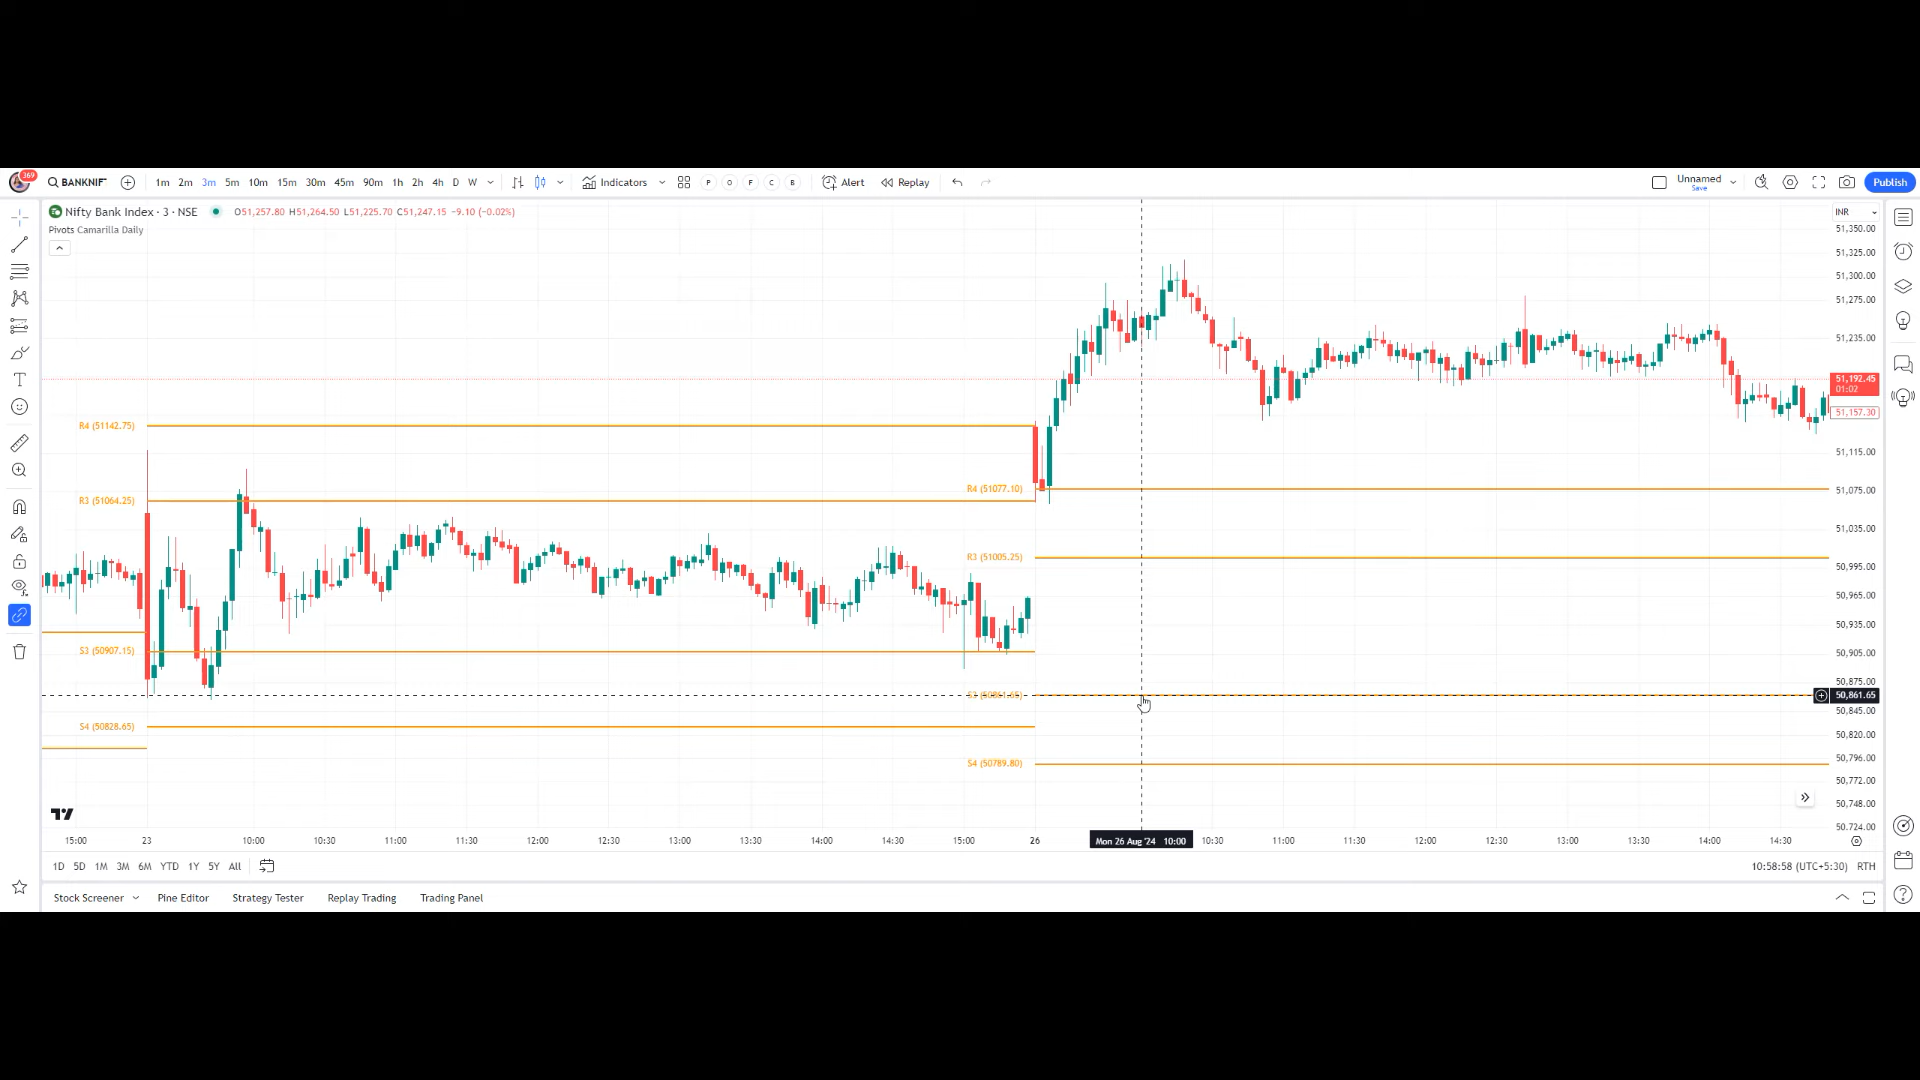 369
BANKNIF
1m 2m 3m 5m 10m 15m 30m 45m 90m 1h 2h 4h D W
Indicators
P O F C B
Alert
Replay
Unnamed
Save
Publish
Nifty Bank Index · 3 · NSE
O51,257.80 H51,264.50 L51,225.70 C51,247.15 −9.10 (−0.02%)
Pivots Camarilla Daily
INR
51,350.00
51,325.00
51,300.00
51,275.00
51,235.00
51,192.45
01:02
51,157.30
51,115.00
51,075.00
51,035.00
50,995.00
50,965.00
50,935.00
50,905.00
50,875.00
50,861.65
50,845.00
50,820.00
50,796.00
50,772.00
50,748.00
50,724.00
R4 (51142.75)
R3 (51064.25)
S3 (50907.15)
S4 (50828.65)
R4 (51077.10)
R3 (51005.25)
S3 (50861.65)
S4 (50789.80)
15:00 23 10:00 10:30 11:00 11:30 12:00 12:30 13:00 13:30 14:00 14:30 15:00 26 Mon 26 Aug '24 10:00 10:30 11:00 11:30 12:00 12:30 13:00 13:30 14:00 14:30
1D 5D 1M 3M 6M YTD 1Y 5Y All
10:58:58 (UTC+5:30) RTH
Stock Screener Pine Editor Strategy Tester Replay Trading Trading Panel